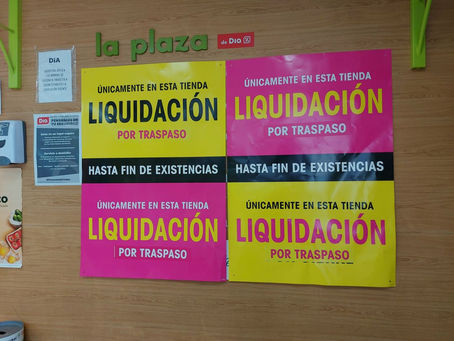 la plaza de Dia
DiA
Dia
ÚNICAMENTE EN ESTA TIENDA
LIQUIDACIÓN
POR TRASPASO
HASTA FIN DE EXISTENCIAS
ÚNICAMENTE EN ESTA TIENDA
LIQUIDACIÓN
POR TRASPASO
ÚNICAMENTE EN ESTA TIENDA
LIQUIDACIÓN
POR TRASPASO
HASTA FIN DE EXISTENCIAS
ÚNICAMENTE EN ESTA TIENDA
LIQUIDACIÓN
POR TRASPASO